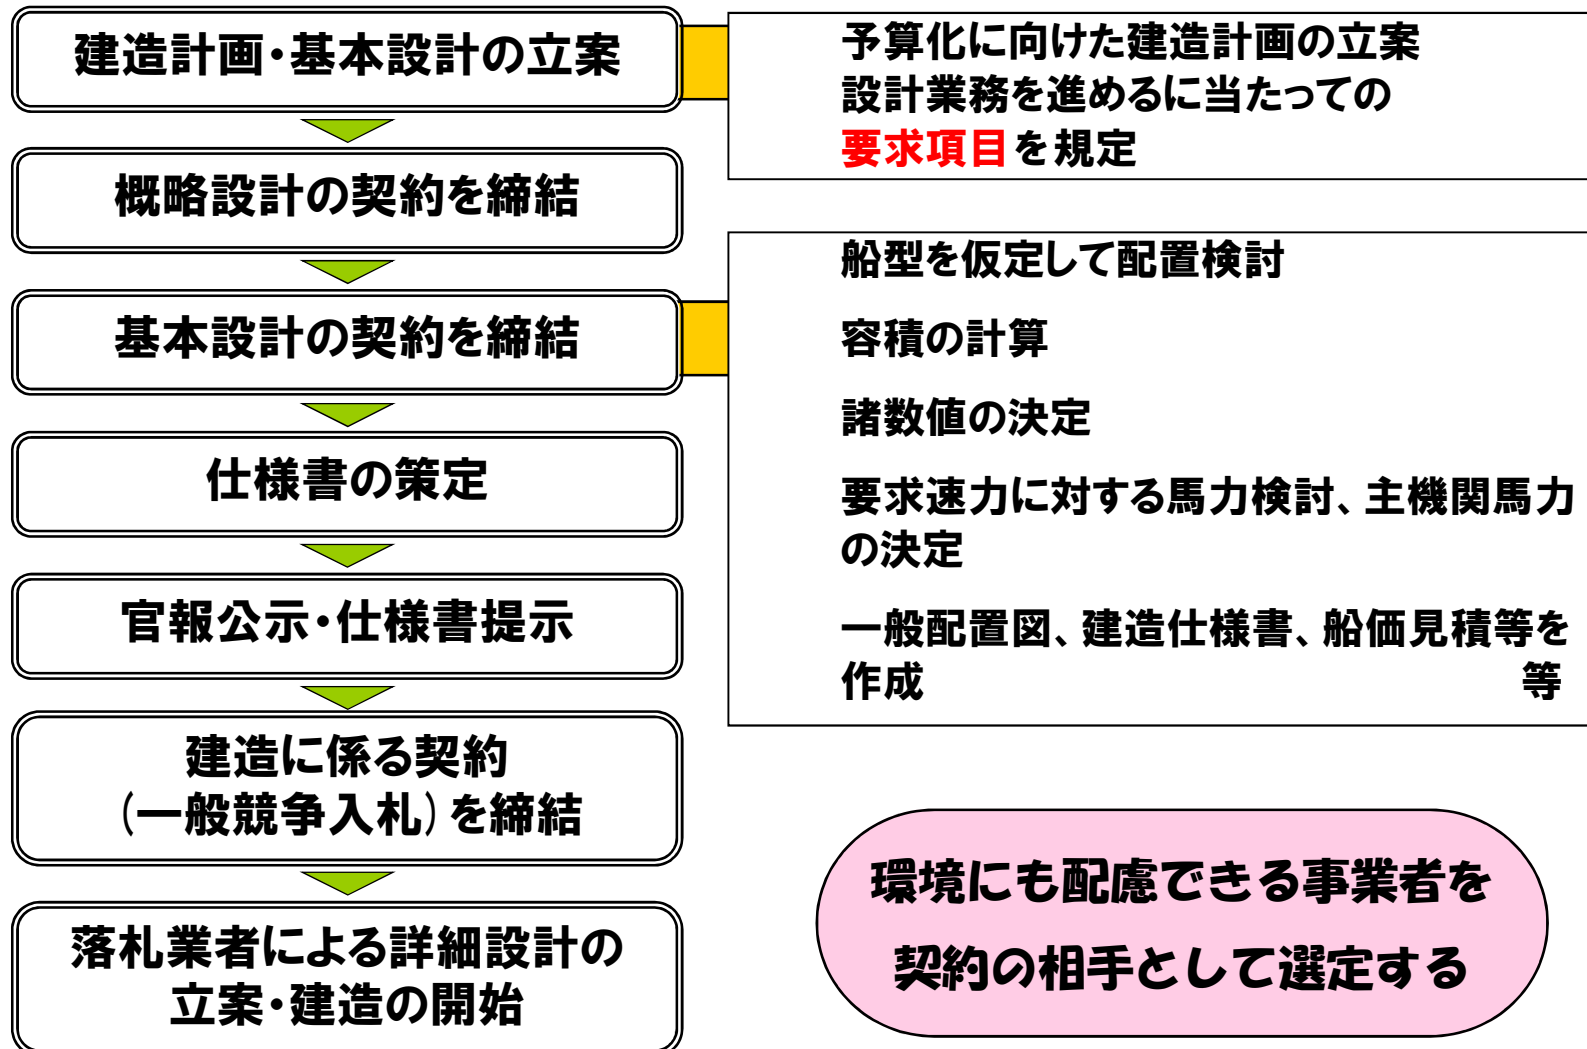 建造計画・基本設計の立案
予算化に向けた建造計画の立案
設計業務を進めるに当たっての
要求項目を規定
概略設計の契約を締結
基本設計の契約を締結
船型を仮定して配置検討
容積の計算
諸数値の決定
要求速力に対する馬力検討、主機関馬力
の決定
一般配置図、建造仕様書、船価見積等を
作成 等
仕様書の策定
官報公示・仕様書提示
建造に係る契約
(一般競争入札)を締結
落札業者による詳細設計の
立案・建造の開始
環境にも配慮できる事業者を
契約の相手として選定する